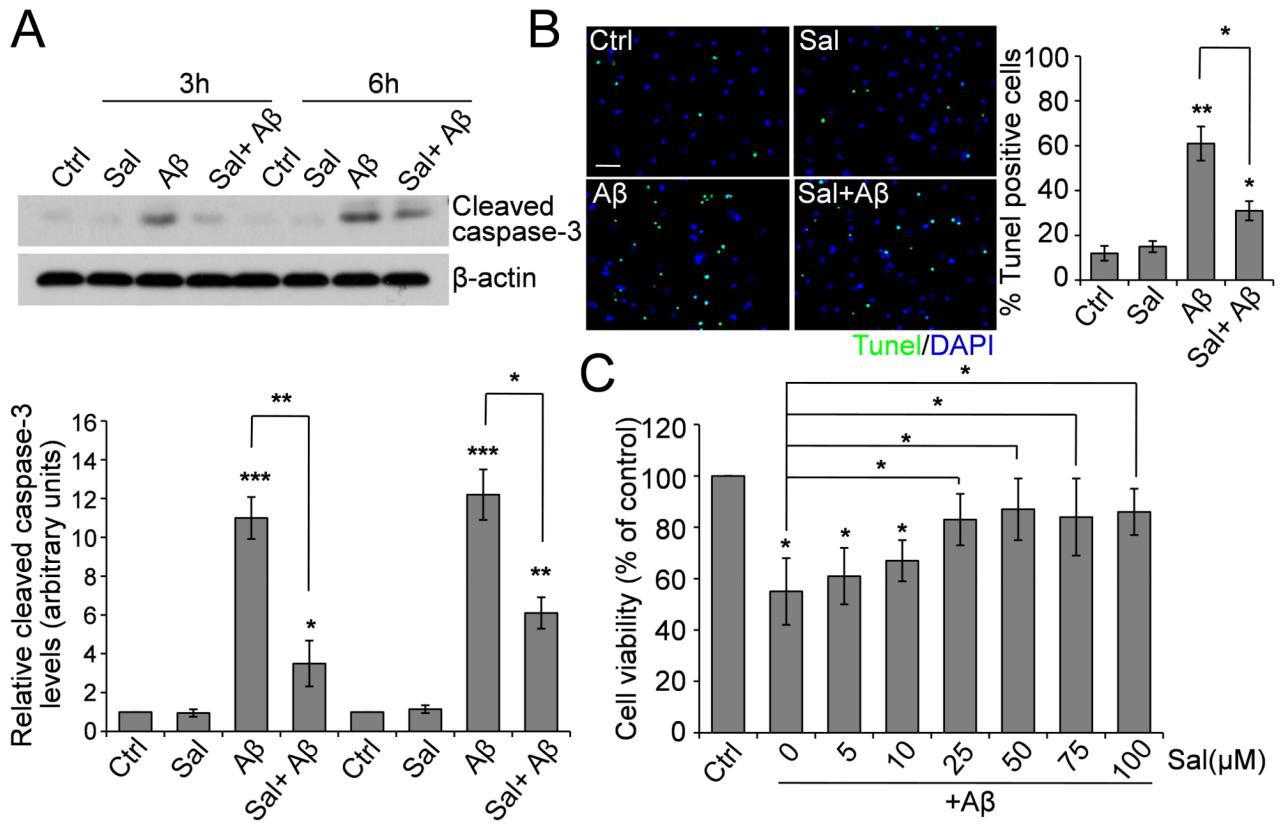 A
3h
6h
Ctrl
Sal
Aβ
Sal+ Aβ
Ctrl
Sal
Aβ
Sal+ Aβ
Cleaved
caspase-3
β-actin
Relative cleaved caspase-3
levels (arbitrary units)
16
14
12
10
8
6
4
2
0
***
**
*
***
*
**
Ctrl
Sal
Aβ
Sal+ Aβ
Ctrl
Sal
Aβ
Sal+ Aβ
B
Ctrl
Sal
Aβ
Sal+Aβ
Tunel/DAPI
% Tunel positive cells
100
80
60
40
20
0
*
**
*
Ctrl
Sal
Aβ
Sal+ Aβ
C
Cell viability (% of control)
120
100
80
60
40
20
0
*
*
*
*
*
*
*
Ctrl
0
5
10
25
50
75
100
Sal(µM)
+Aβ